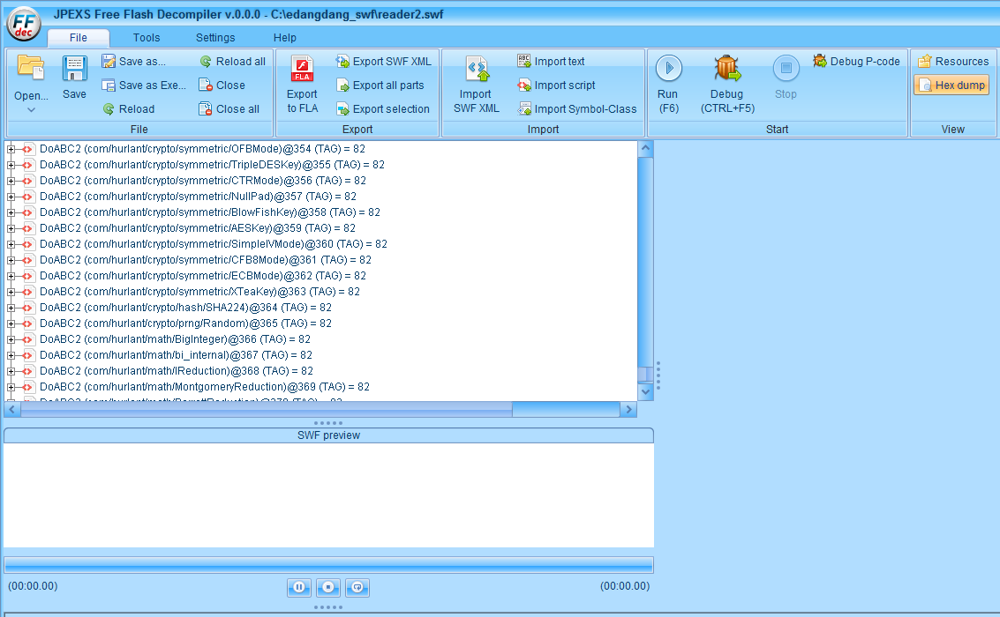 JPEXS Free Flash Decompiler v.0.0.0 - C:\edangdang_swf\reader2.swf
FF
dec
File Tools Settings Help
Open... Save Save as... Save as Exe... Reload Reload all Close Close all
File
Export to FLA Export SWF XML Export all parts Export selection
FLA
Export
Import SWF XML Import text Import script Import Symbol-Class
ABC
Import
Run (F6) Debug (CTRL+F5) Stop Debug P-code
Start
Resources
Hex dump
View
DoABC2 (com/hurlant/crypto/symmetric/OFBMode)@354 (TAG) = 82
DoABC2 (com/hurlant/crypto/symmetric/TripleDESKey)@355 (TAG) = 82
DoABC2 (com/hurlant/crypto/symmetric/CTRMode)@356 (TAG) = 82
DoABC2 (com/hurlant/crypto/symmetric/NullPad)@357 (TAG) = 82
DoABC2 (com/hurlant/crypto/symmetric/BlowFishKey)@358 (TAG) = 82
DoABC2 (com/hurlant/crypto/symmetric/AESKey)@359 (TAG) = 82
DoABC2 (com/hurlant/crypto/symmetric/SimpleIVMode)@360 (TAG) = 82
DoABC2 (com/hurlant/crypto/symmetric/CFB8Mode)@361 (TAG) = 82
DoABC2 (com/hurlant/crypto/symmetric/ECBMode)@362 (TAG) = 82
DoABC2 (com/hurlant/crypto/symmetric/XTeaKey)@363 (TAG) = 82
DoABC2 (com/hurlant/crypto/hash/SHA224)@364 (TAG) = 82
DoABC2 (com/hurlant/crypto/prng/Random)@365 (TAG) = 82
DoABC2 (com/hurlant/math/BigInteger)@366 (TAG) = 82
DoABC2 (com/hurlant/math/bi_internal)@367 (TAG) = 82
DoABC2 (com/hurlant/math/IReduction)@368 (TAG) = 82
DoABC2 (com/hurlant/math/MontgomeryReduction)@369 (TAG) = 82
DoABC2 (com/hurlant/math/BarrettReduction)@370 (TAG) = 82
SWF preview
(00:00.00) (00:00.00)